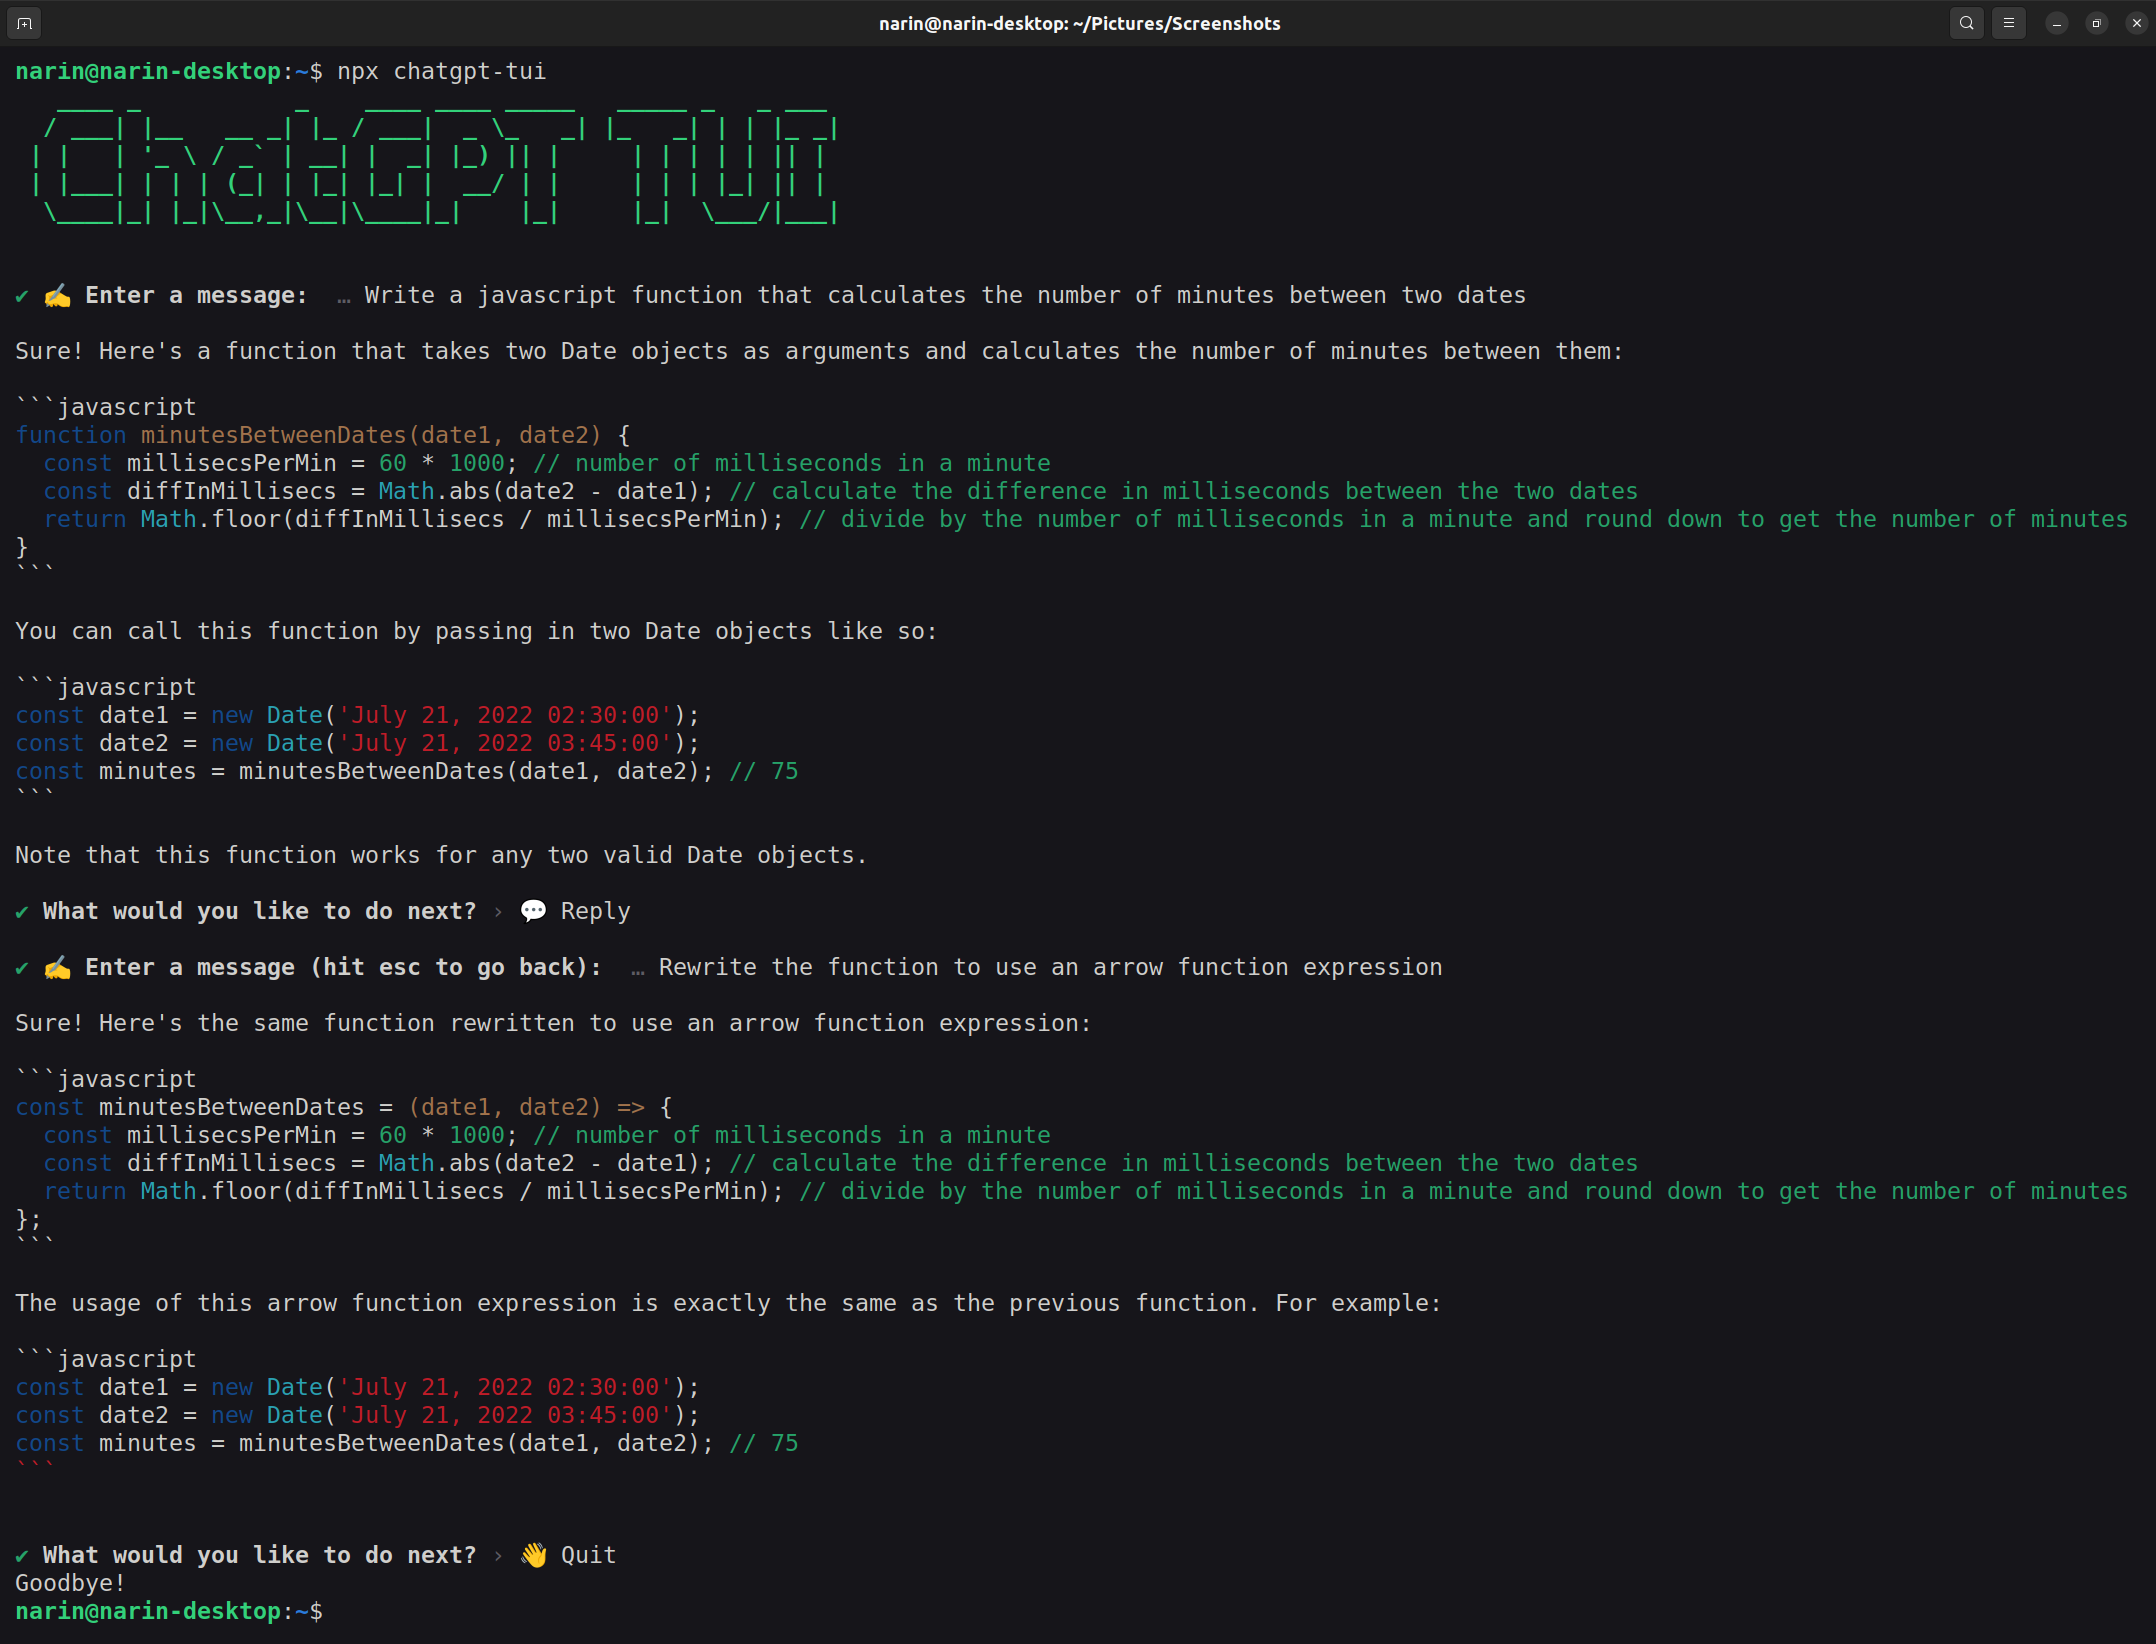 narin@narin-desktop: ~/Pictures/Screenshots
narin@narin-desktop:~$ npx chatgpt-tui
ChatGPT TUI
✔ ✍ Enter a message:  … Write a javascript function that calculates the number of minutes between two dates
Sure! Here's a function that takes two Date objects as arguments and calculates the number of minutes between them:
```javascript
function minutesBetweenDates(date1, date2) {
  const millisecsPerMin = 60 * 1000; // number of milliseconds in a minute
  const diffInMillisecs = Math.abs(date2 - date1); // calculate the difference in milliseconds between the two dates
  return Math.floor(diffInMillisecs / millisecsPerMin); // divide by the number of milliseconds in a minute and round down to get the number of minutes
}
```
You can call this function by passing in two Date objects like so:
```javascript
const date1 = new Date('July 21, 2022 02:30:00');
const date2 = new Date('July 21, 2022 03:45:00');
const minutes = minutesBetweenDates(date1, date2); // 75
```
Note that this function works for any two valid Date objects.
✔ What would you like to do next? › 💬 Reply
✔ ✍ Enter a message (hit esc to go back):  … Rewrite the function to use an arrow function expression
Sure! Here's the same function rewritten to use an arrow function expression:
```javascript
const minutesBetweenDates = (date1, date2) => {
  const millisecsPerMin = 60 * 1000; // number of milliseconds in a minute
  const diffInMillisecs = Math.abs(date2 - date1); // calculate the difference in milliseconds between the two dates
  return Math.floor(diffInMillisecs / millisecsPerMin); // divide by the number of milliseconds in a minute and round down to get the number of minutes
};
```
The usage of this arrow function expression is exactly the same as the previous function. For example:
```javascript
const date1 = new Date('July 21, 2022 02:30:00');
const date2 = new Date('July 21, 2022 03:45:00');
const minutes = minutesBetweenDates(date1, date2); // 75
```
✔ What would you like to do next? › 👋 Quit
Goodbye!
narin@narin-desktop:~$